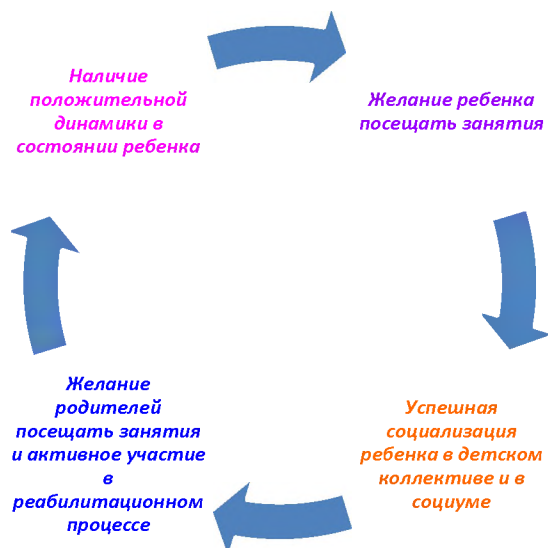 Наличие
положительной
динамики в
состоянии ребенка
Желание ребенка
посещать занятия
Успешная
социализация
ребенка в детском
коллективе и в
социуме
Желание
родителей
посещать занятия
и активное участие
в
реабилитационном
процессе